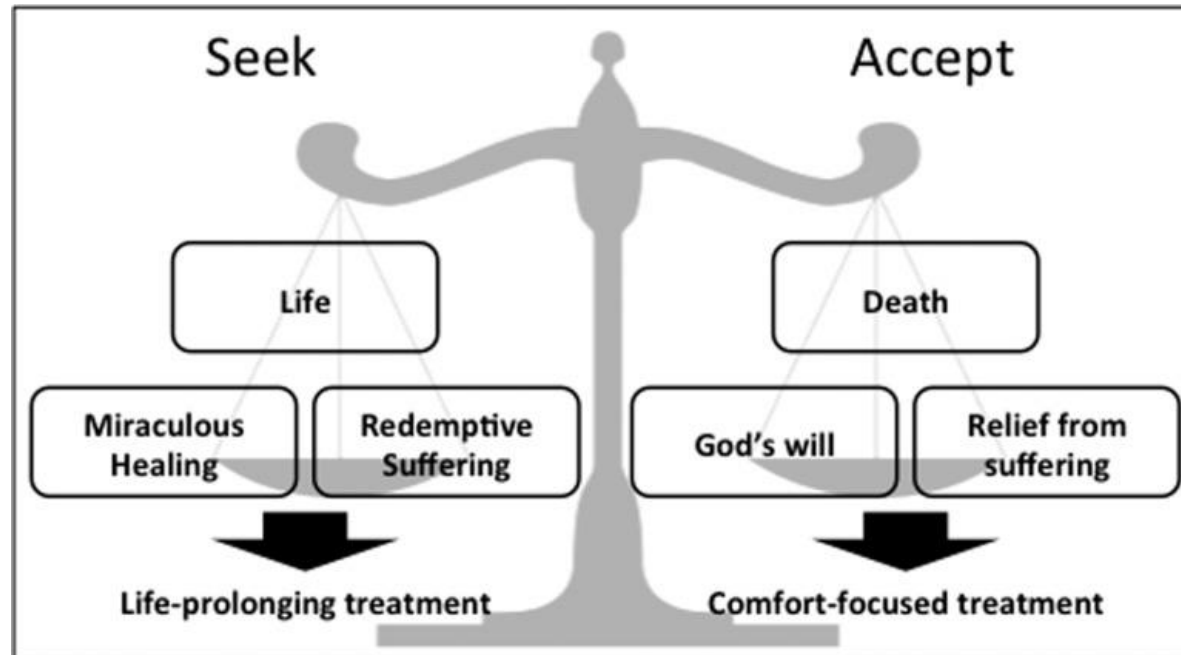 Seek
Accept
Life
Death
Miraculous
Healing
Redemptive
Suffering
God's will
Relief from
suffering
Life-prolonging treatment
Comfort-focused treatment